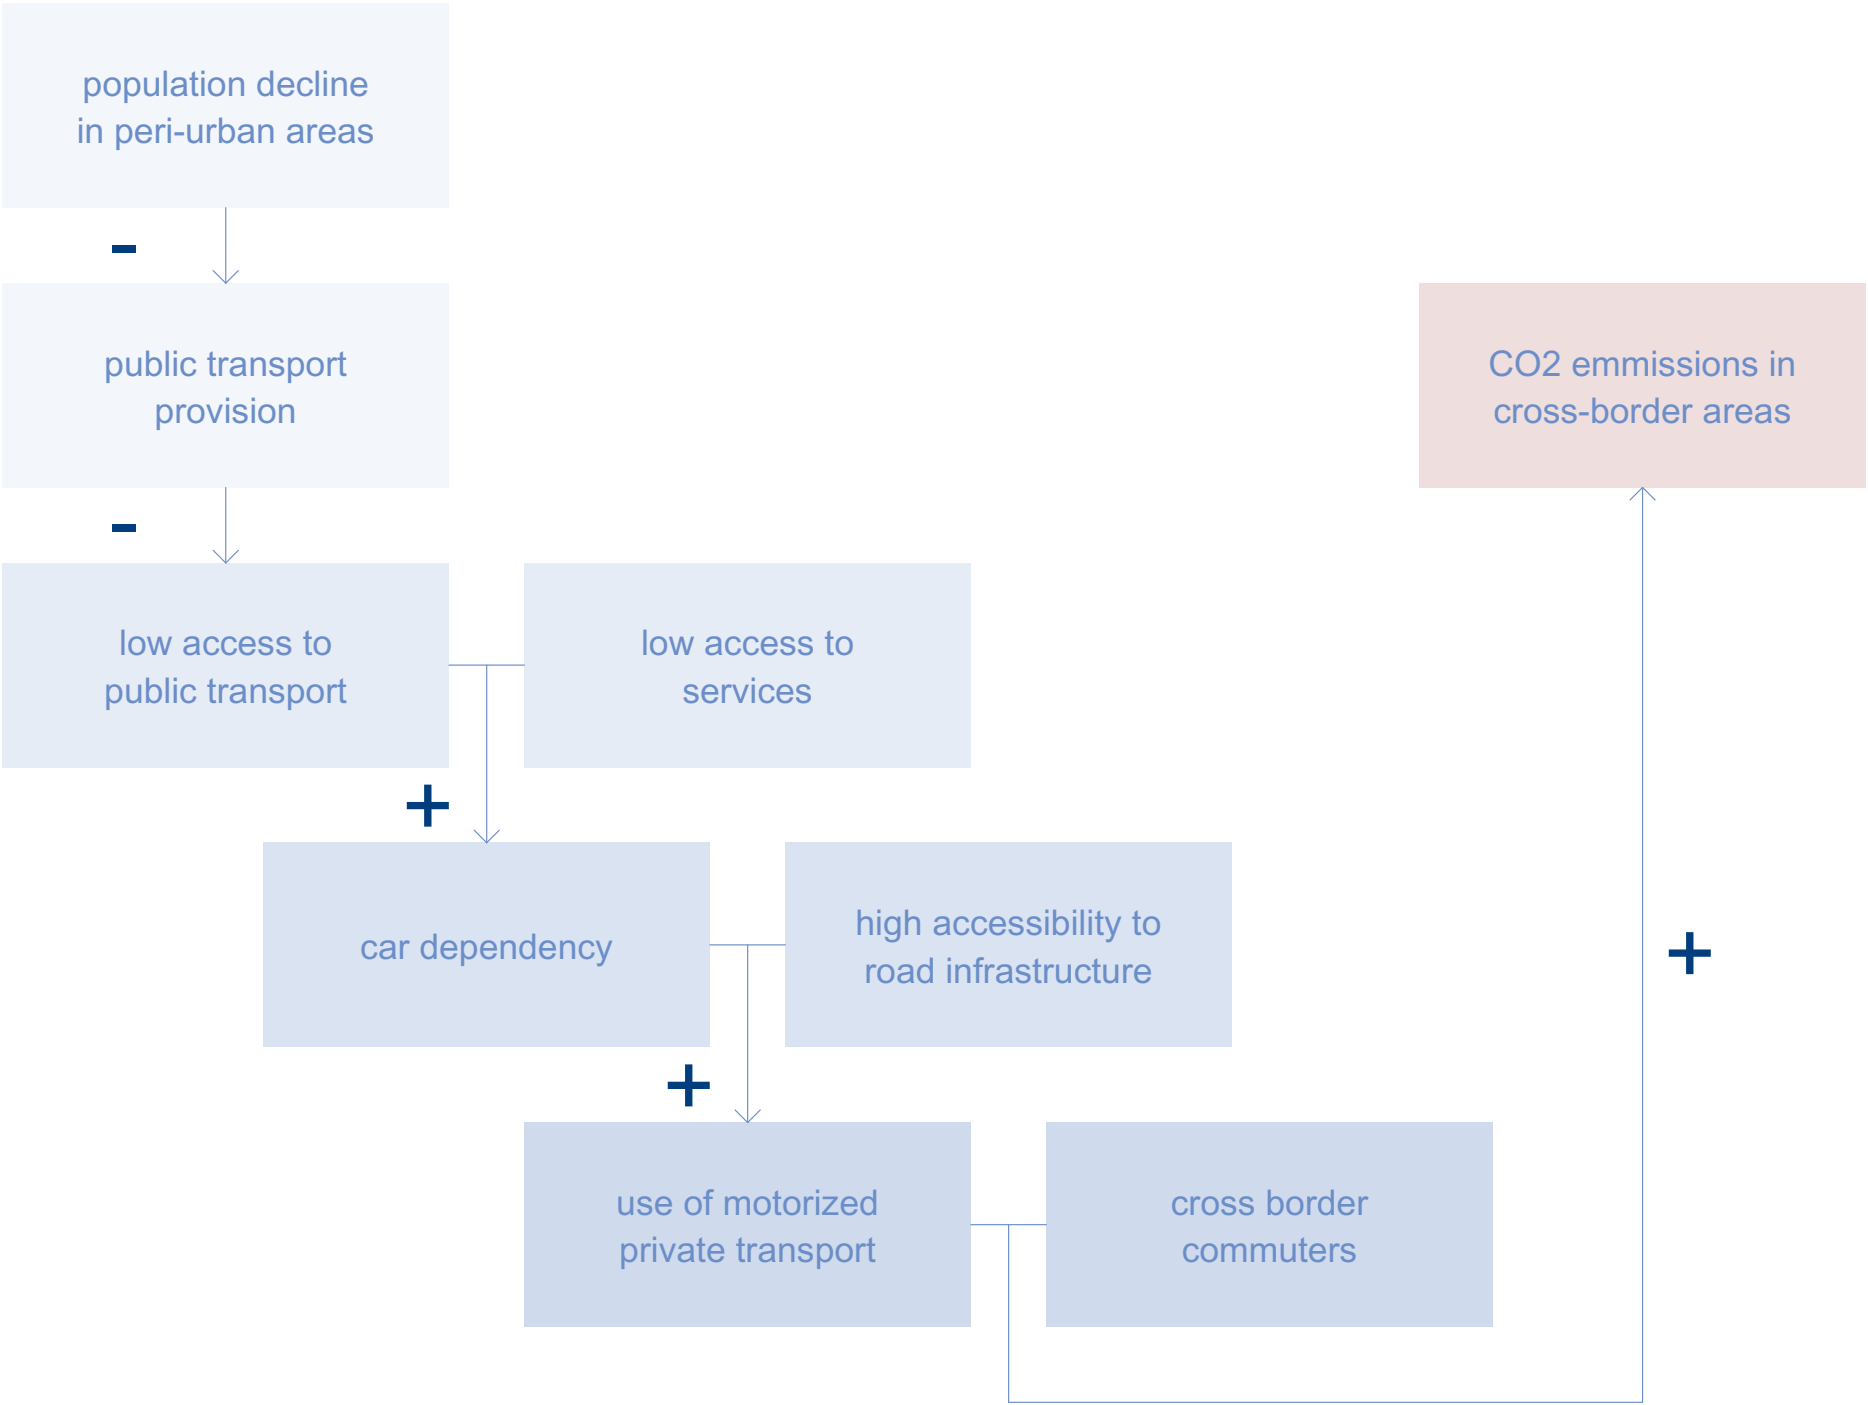 population decline
in peri-urban areas
-
public transport
provision
CO2 emmissions in
cross-border areas
-
low access to
public transport
low access to
services
+
car dependency
high accessibility to
road infrastructure
+
+
use of motorized
private transport
cross border
commuters